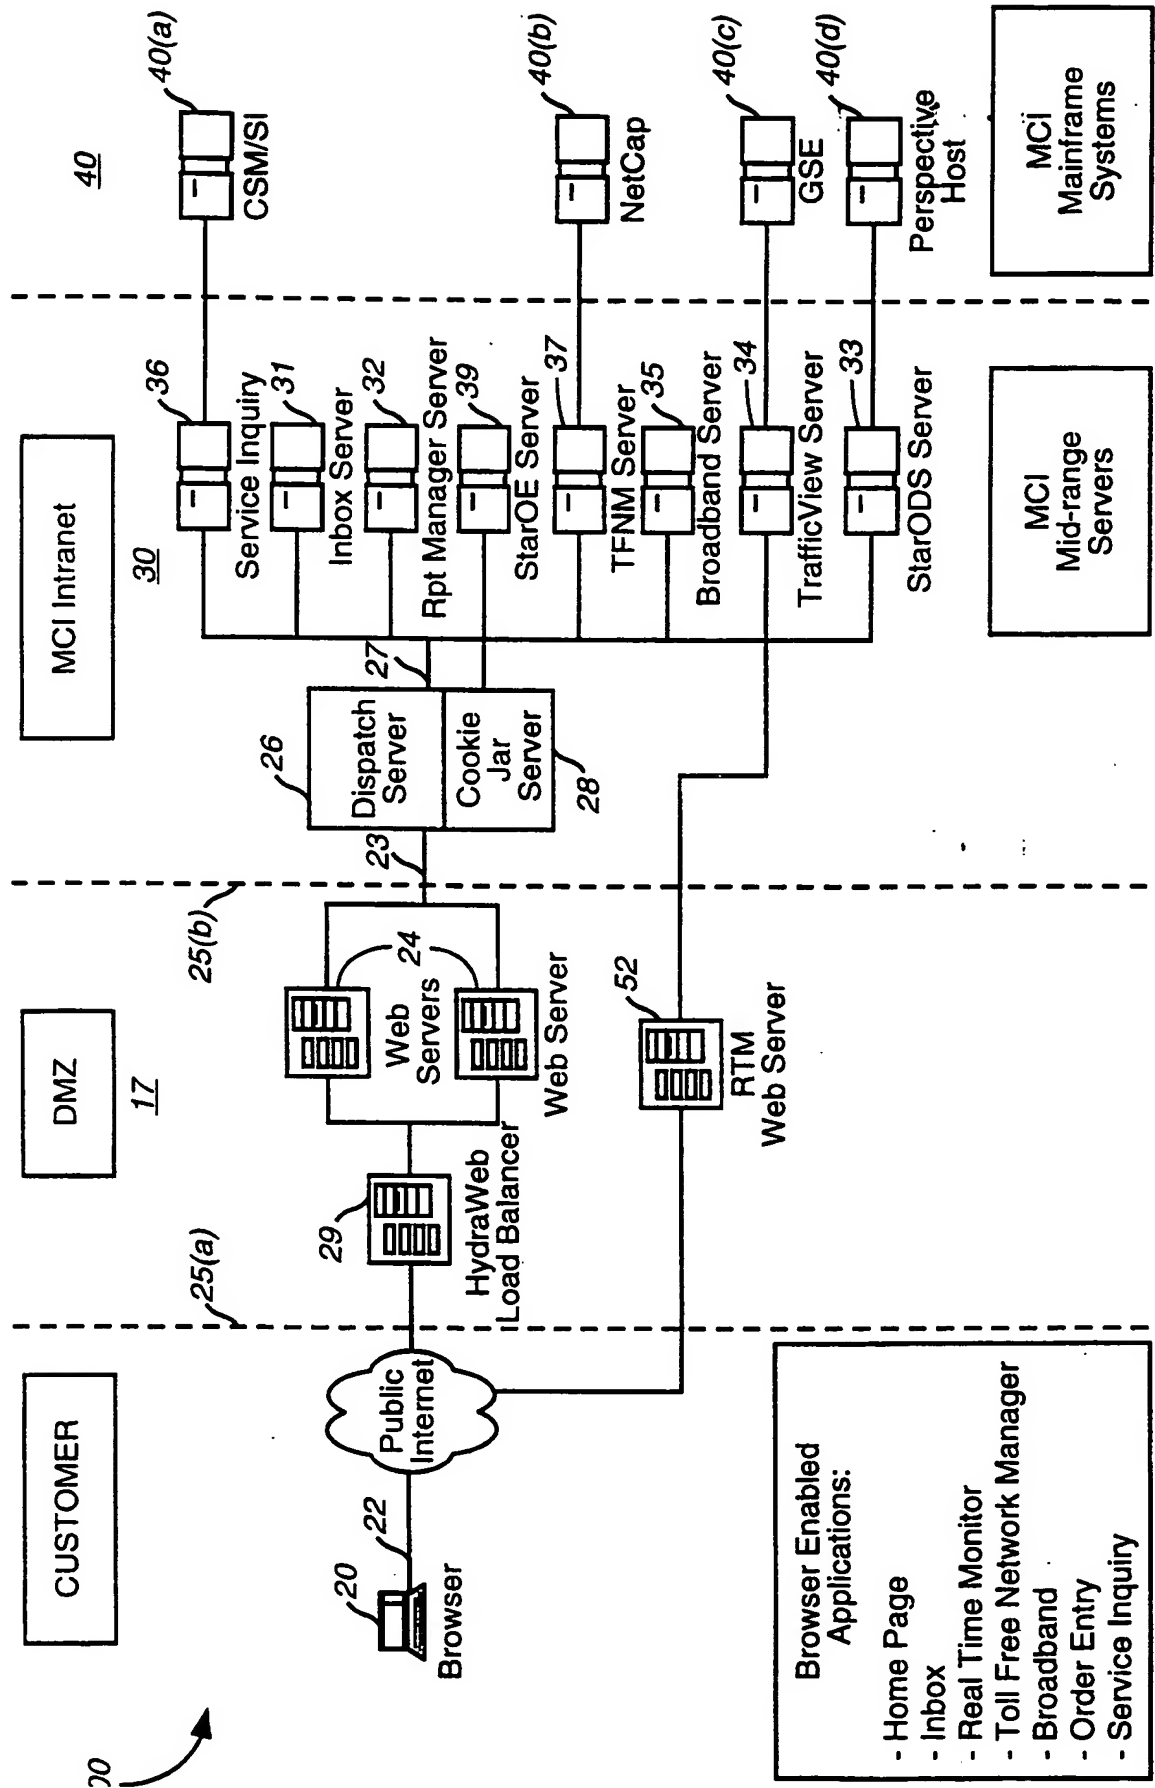 CUSTOMER
DMZ
17
MCI Intranet
30
40
00
25(a)
25(b)
20
Browser
22
Public
Internet
29
HydraWeb
Load Balancer
24
Web
Servers
Web Server
52
RTM
Web Server
23
26
Dispatch
Server
Cookie
Jar
Server
28
27
36
Service Inquiry
31
Inbox Server
32
Rpt Manager Server
39
StarOE Server
37
TFNM Server
35
Broadband Server
34
TrafficView Server
33
StarODS Server
40(a)
CSM/SI
40(b)
NetCap
40(c)
GSE
40(d)
Perspective
Host
Browser Enabled
Applications:
- Home Page
- Inbox
- Real Time Monitor
- Toll Free Network Manager
- Broadband
- Order Entry
- Service Inquiry
MCI
Mid-range
Servers
MCI
Mainframe
Systems